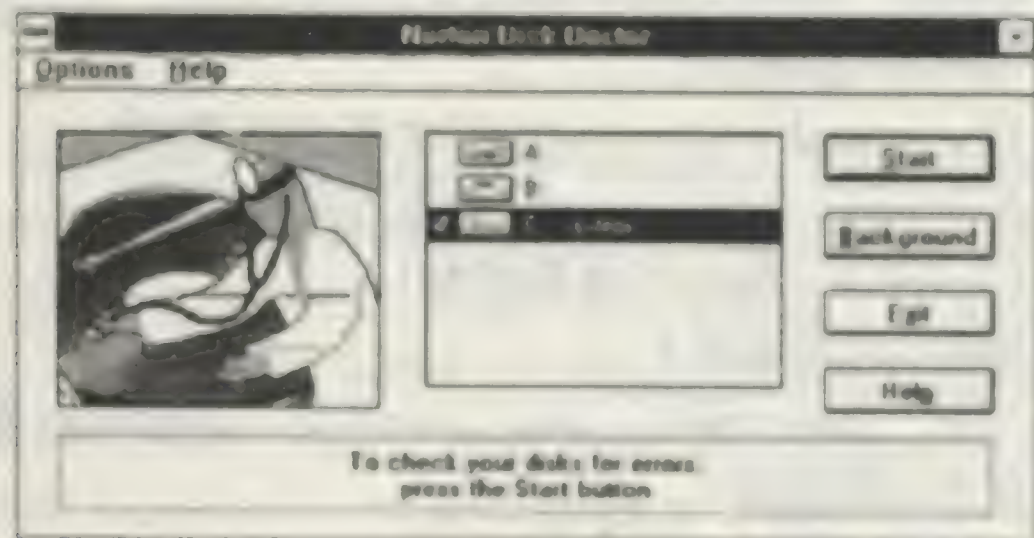 Norton Disk Doctor
Options Help
A:
B:
C:
Start
Background
Exit
Help
To check your disks for errors,
press the Start button